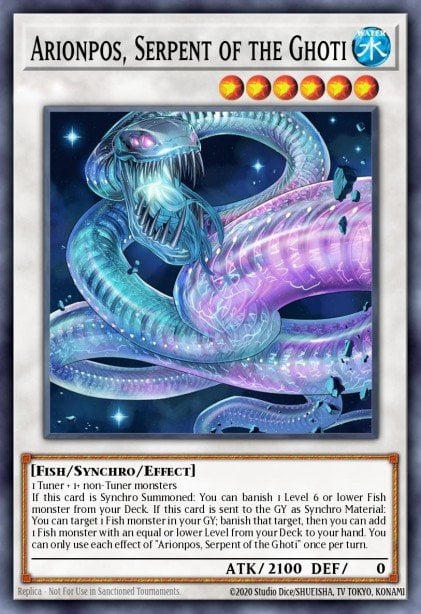 Arionpos, Serpent of the Ghoti
WATER
水
[Fish/Synchro/Effect]
1 Tuner + 1+ non-Tuner monsters
If this card is Synchro Summoned: You can banish 1 Level 6 or lower Fish
monster from your Deck. If this card is sent to the GY as Synchro Material:
You can target 1 Fish monster in your GY; banish that target, then you can add
1 Fish monster with an equal or lower Level from your Deck to your hand. You
can only use each effect of "Arionpos, Serpent of the Ghoti" once per turn.
ATK/ 2100 DEF/ 0
Replica - Not For Use in Sanctioned Tournaments.
©2020 Studio Dice/SHUEISHA, TV TOKYO, KONAMI